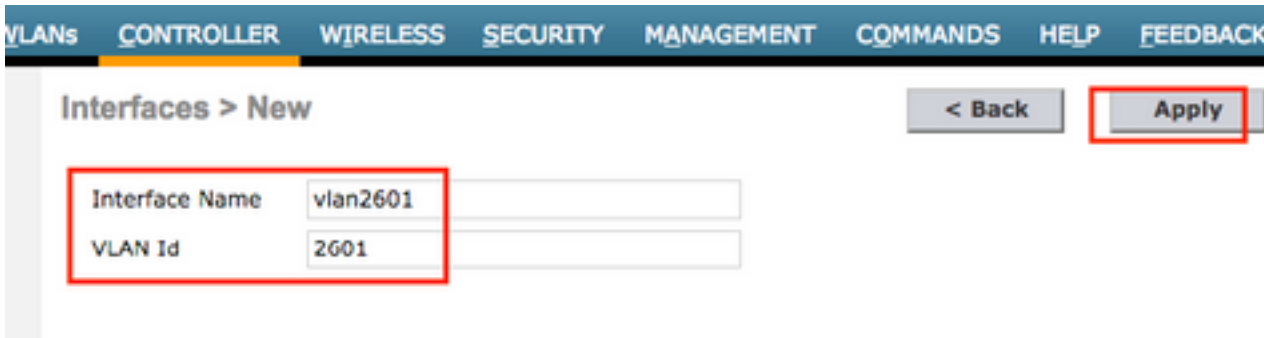 WLANs CONTROLLER WIRELESS SECURITY MANAGEMENT COMMANDS HELP FEEDBACK
Interfaces > New < Back Apply
Interface Name vlan2601
VLAN Id 2601